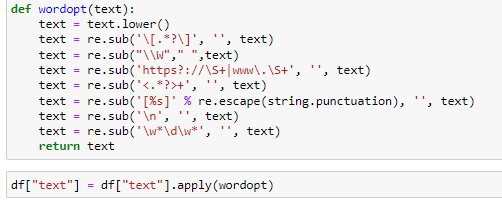 def wordopt(text):
    text = text.lower()
    text = re.sub('\[.*?\]', '', text)
    text = re.sub("\\W"," ",text)
    text = re.sub('https?://\S+|www\.\S+', '', text)
    text = re.sub('<.*?>+', '', text)
    text = re.sub('[%s]' % re.escape(string.punctuation), '', text)
    text = re.sub('\n', '', text)
    text = re.sub('\w*\d\w*', '', text)
    return text
df["text"] = df["text"].apply(wordopt)